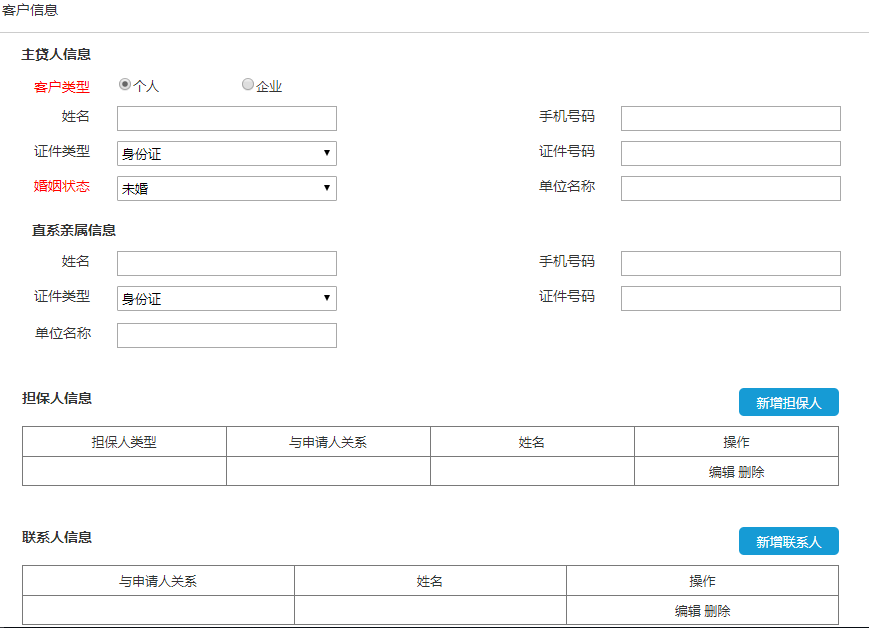 客户信息
主贷人信息
客户类型 个人 企业
姓名 手机号码
证件类型 身份证 证件号码
婚姻状态 未婚 单位名称
直系亲属信息
姓名 手机号码
证件类型 身份证 证件号码
单位名称
担保人信息 新增担保人
担保人类型 与申请人关系 姓名 操作
编辑 删除
联系人信息 新增联系人
与申请人关系 姓名 操作
编辑 删除